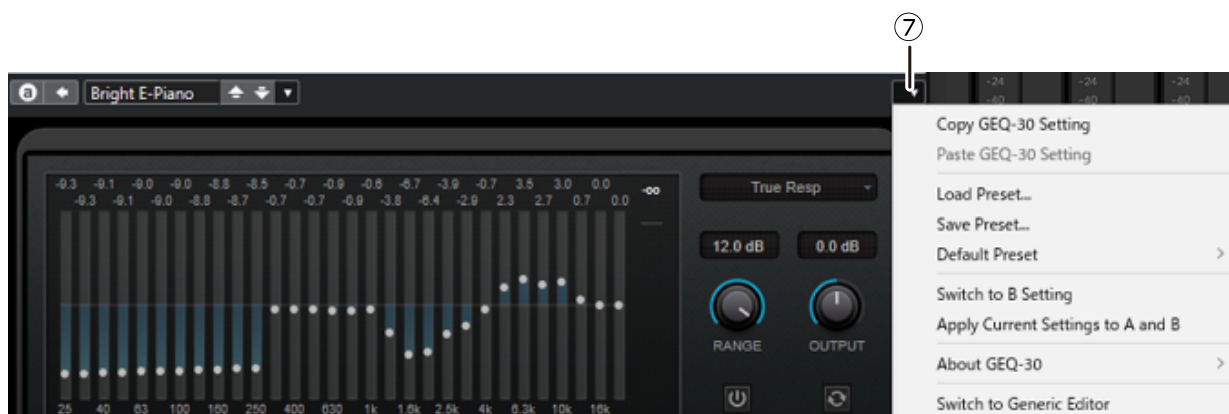 ⑦
a Bright E-Piano
-24 -24 -24
-40 -40 -40
-9.3 -9.1 -9.0 -9.0 -8.8 -8.5 -0.7 -0.9 -0.6 -6.7 -3.9 -0.7 3.5 3.0 0.0
-9.3 -9.1 -9.0 -8.8 -8.7 -0.7 -0.7 -0.9 -3.8 -6.4 -2.9 2.3 2.7 0.7 0.0
-oo
True Resp
12.0 dB 0.0 dB
RANGE OUTPUT
25 40 63 100 160 250 400 630 1k 1.6k 2.5k 4k 6.3k 10k 16k
Copy GEQ-30 Setting
Paste GEQ-30 Setting
Load Preset...
Save Preset...
Default Preset
Switch to B Setting
Apply Current Settings to A and B
About GEQ-30
Switch to Generic Editor